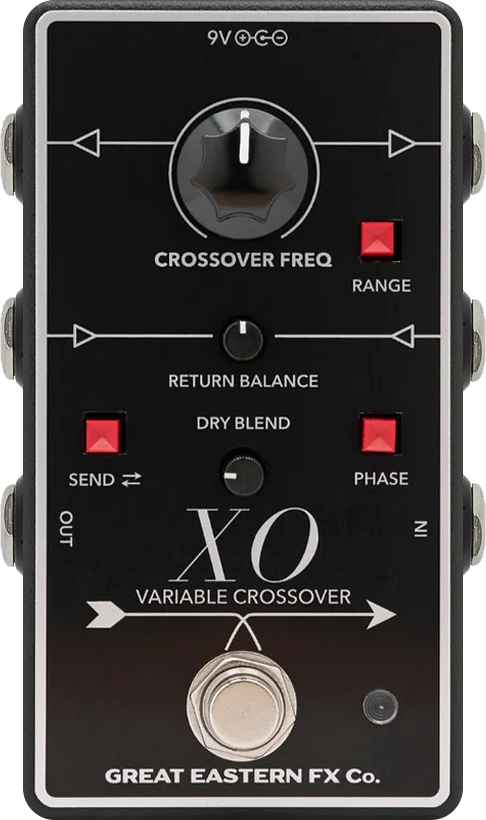 9V
CROSSOVER FREQ
RANGE
RETURN BALANCE
DRY BLEND
SEND ⇄
PHASE
OUT
IN
XO
VARIABLE CROSSOVER
GREAT EASTERN FX Co.